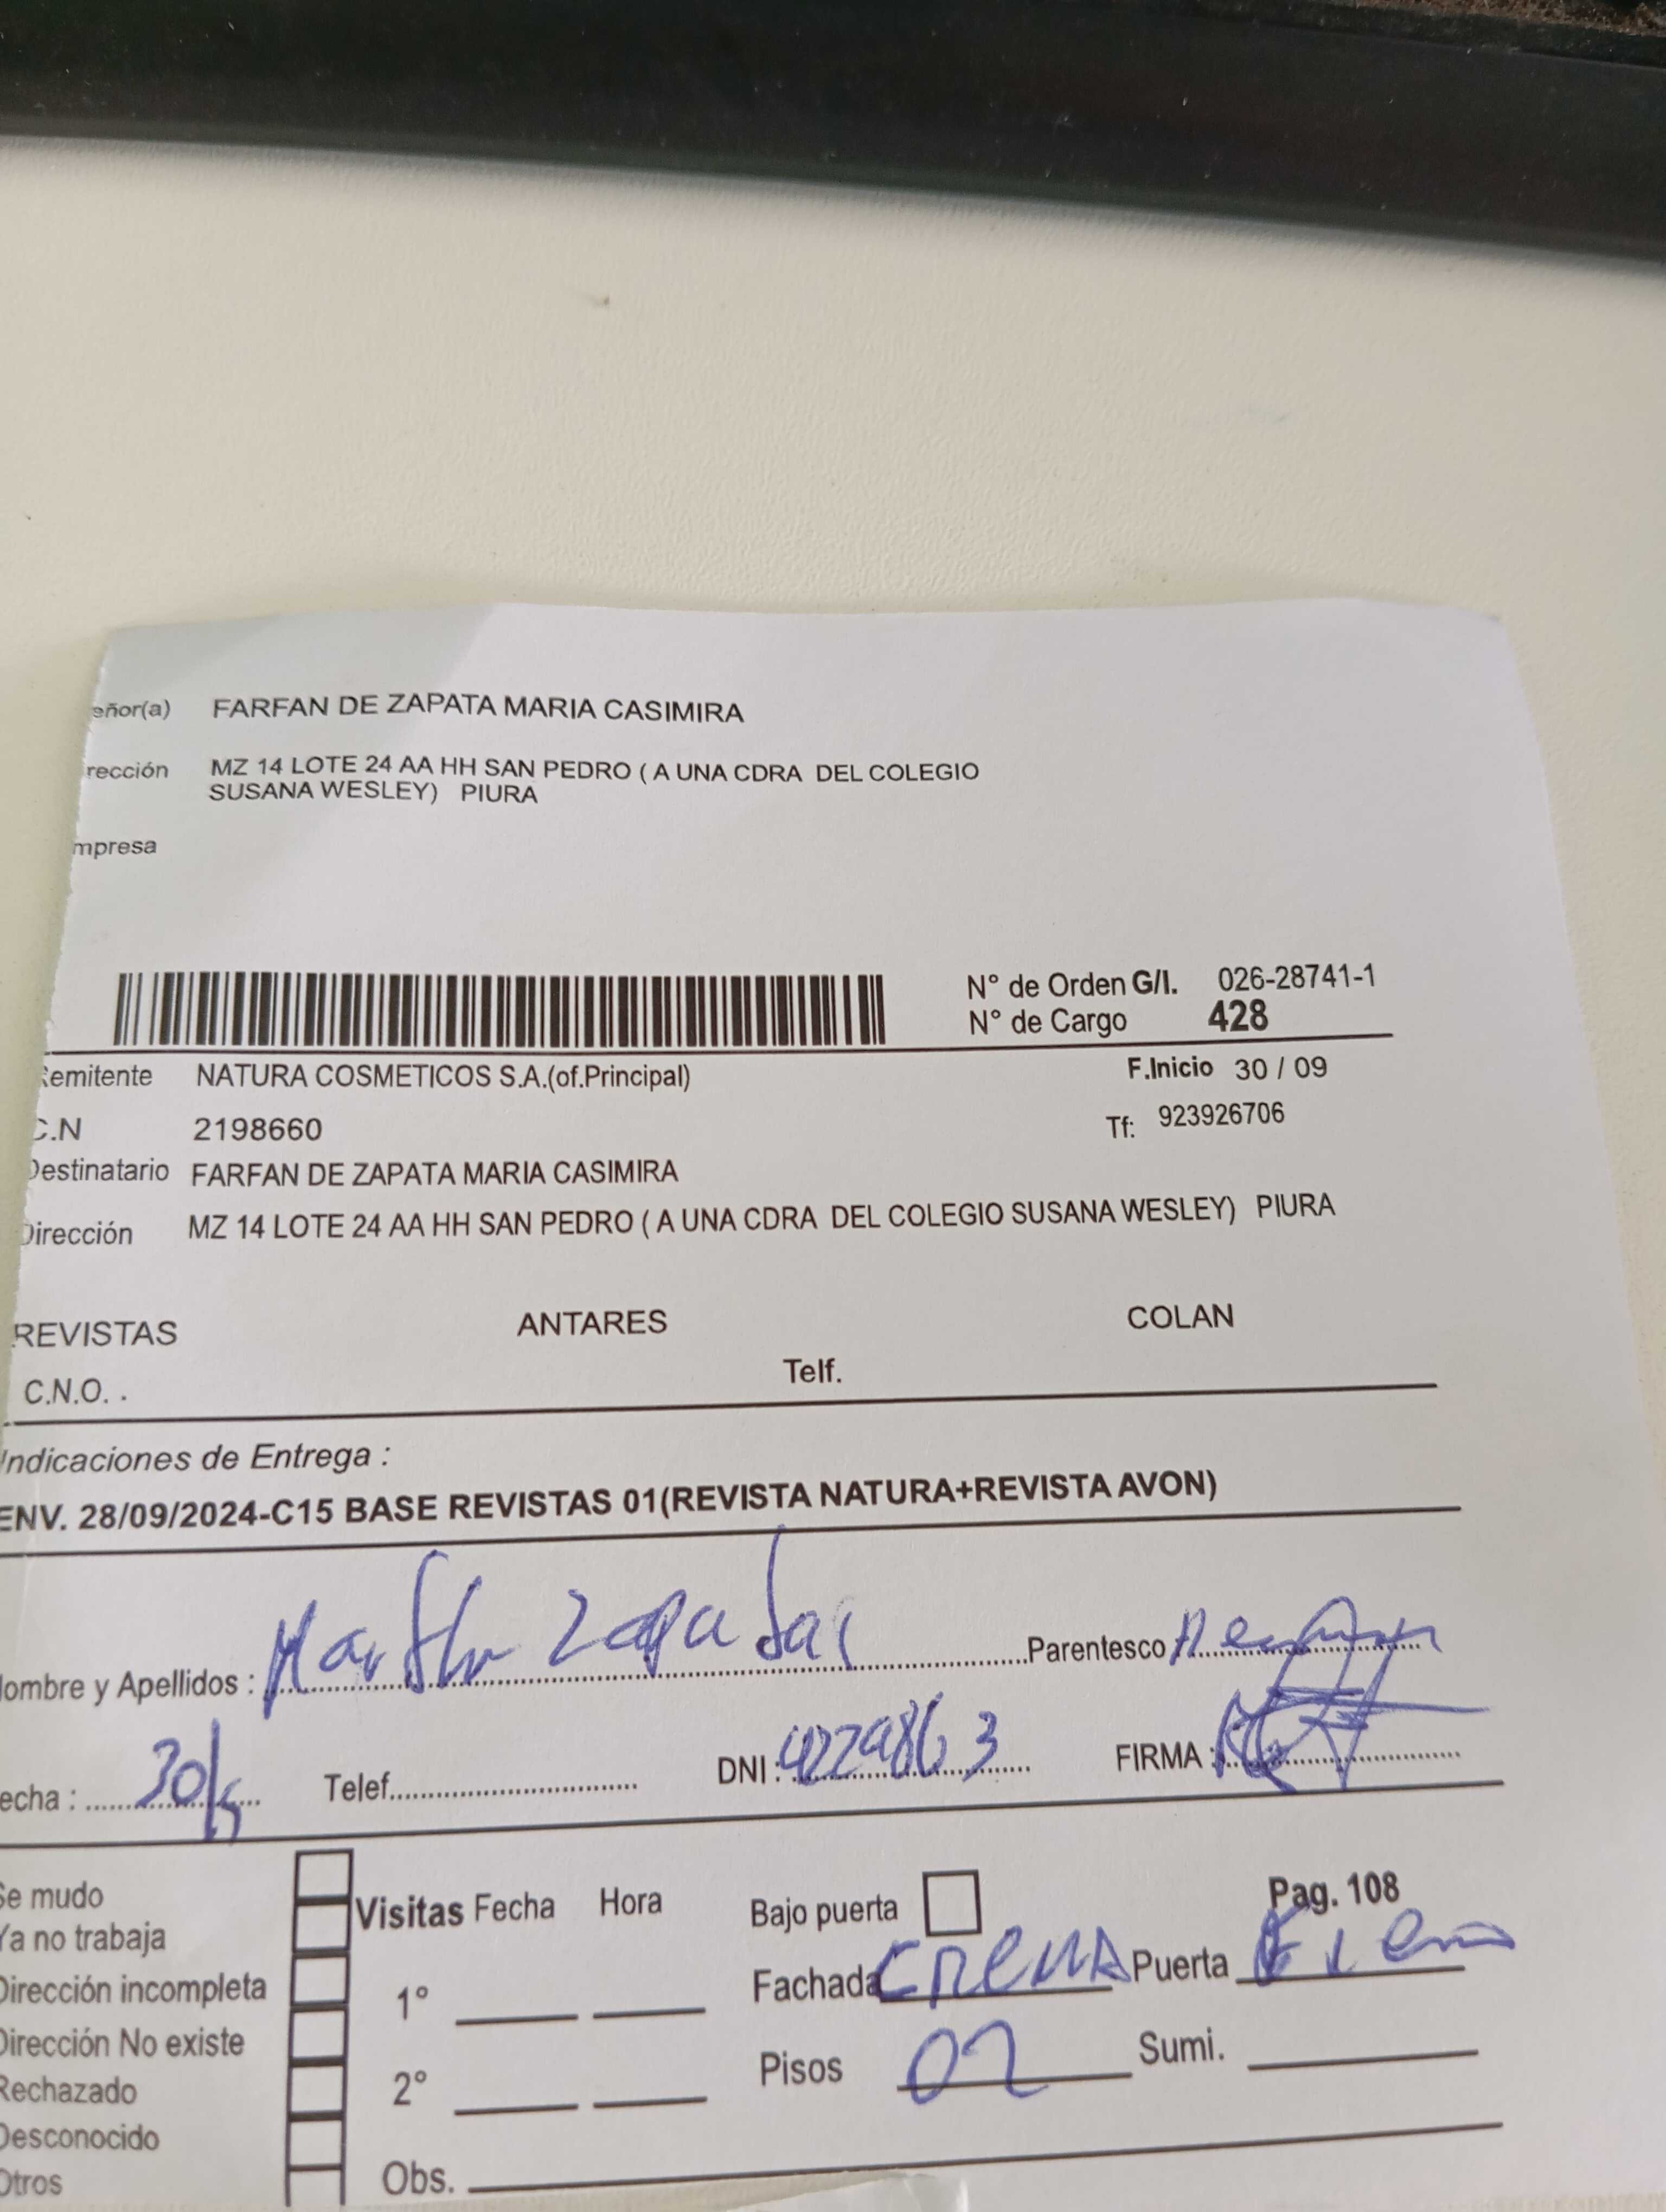 eñor(a) FARFAN DE ZAPATA MARIA CASIMIRA
rección MZ 14 LOTE 24 AA HH SAN PEDRO ( A UNA CDRA DEL COLEGIO
SUSANA WESLEY) PIURA
mpresa
N° de Orden G/I. 026-28741-1
N° de Cargo 428
Remitente NATURA COSMETICOS S.A.(of.Principal) F.Inicio 30 / 09
C.N 2198660 Tf: 923926706
Destinatario FARFAN DE ZAPATA MARIA CASIMIRA
Dirección MZ 14 LOTE 24 AA HH SAN PEDRO ( A UNA CDRA DEL COLEGIO SUSANA WESLEY) PIURA
REVISTAS ANTARES COLAN
C.N.O. . Telf.
Indicaciones de Entrega :
ENV. 28/09/2024-C15 BASE REVISTAS 01(REVISTA NATURA+REVISTA AVON)
ombre y Apellidos : Parentesco
echa : Telef. DNI : FIRMA :
Se mudo
Ya no trabaja
Dirección incompleta
Dirección No existe
Rechazado
Desconocido
Otros
Visitas Fecha Hora
1°
2°
Obs.
Bajo puerta Pag. 108
Fachada CREMA Puerta
Pisos 02 Sumi.